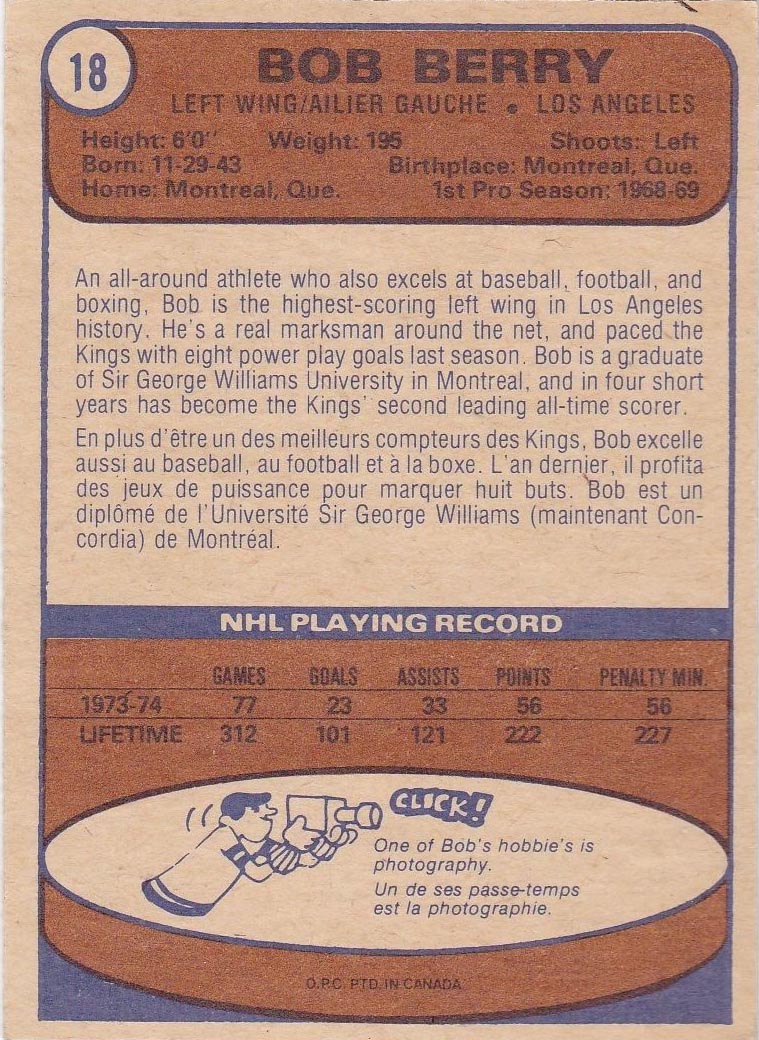 18
BOB BERRY
LEFT WING/AILIER GAUCHE • LOS ANGELES
Height: 6'0'' Weight: 195 Shoots: Left
Born: 11-29-43 Birthplace: Montreal, Que.
Home: Montreal, Que. 1st Pro Season: 1968-69
An all-around athlete who also excels at baseball, football, and
boxing, Bob is the highest-scoring left wing in Los Angeles
history. He's a real marksman around the net, and paced the
Kings with eight power play goals last season. Bob is a graduate
of Sir George Williams University in Montreal, and in four short
years has become the Kings' second leading all-time scorer.
En plus d'être un des meilleurs compteurs des Kings, Bob excelle
aussi au baseball, au football et à la boxe. L'an dernier, il profita
des jeux de puissance pour marquer huit buts. Bob est un
diplômé de l'Université Sir George Williams (maintenant Con-
cordia) de Montréal.
NHL PLAYING RECORD
GAMES GOALS ASSISTS POINTS PENALTY MIN.
1973-74 77 23 33 56 56
LIFETIME 312 101 121 222 227
CLICK!
One of Bob's hobbie's is
photography.
Un de ses passe-temps
est la photographie.
O.P.C. PTD. IN CANADA